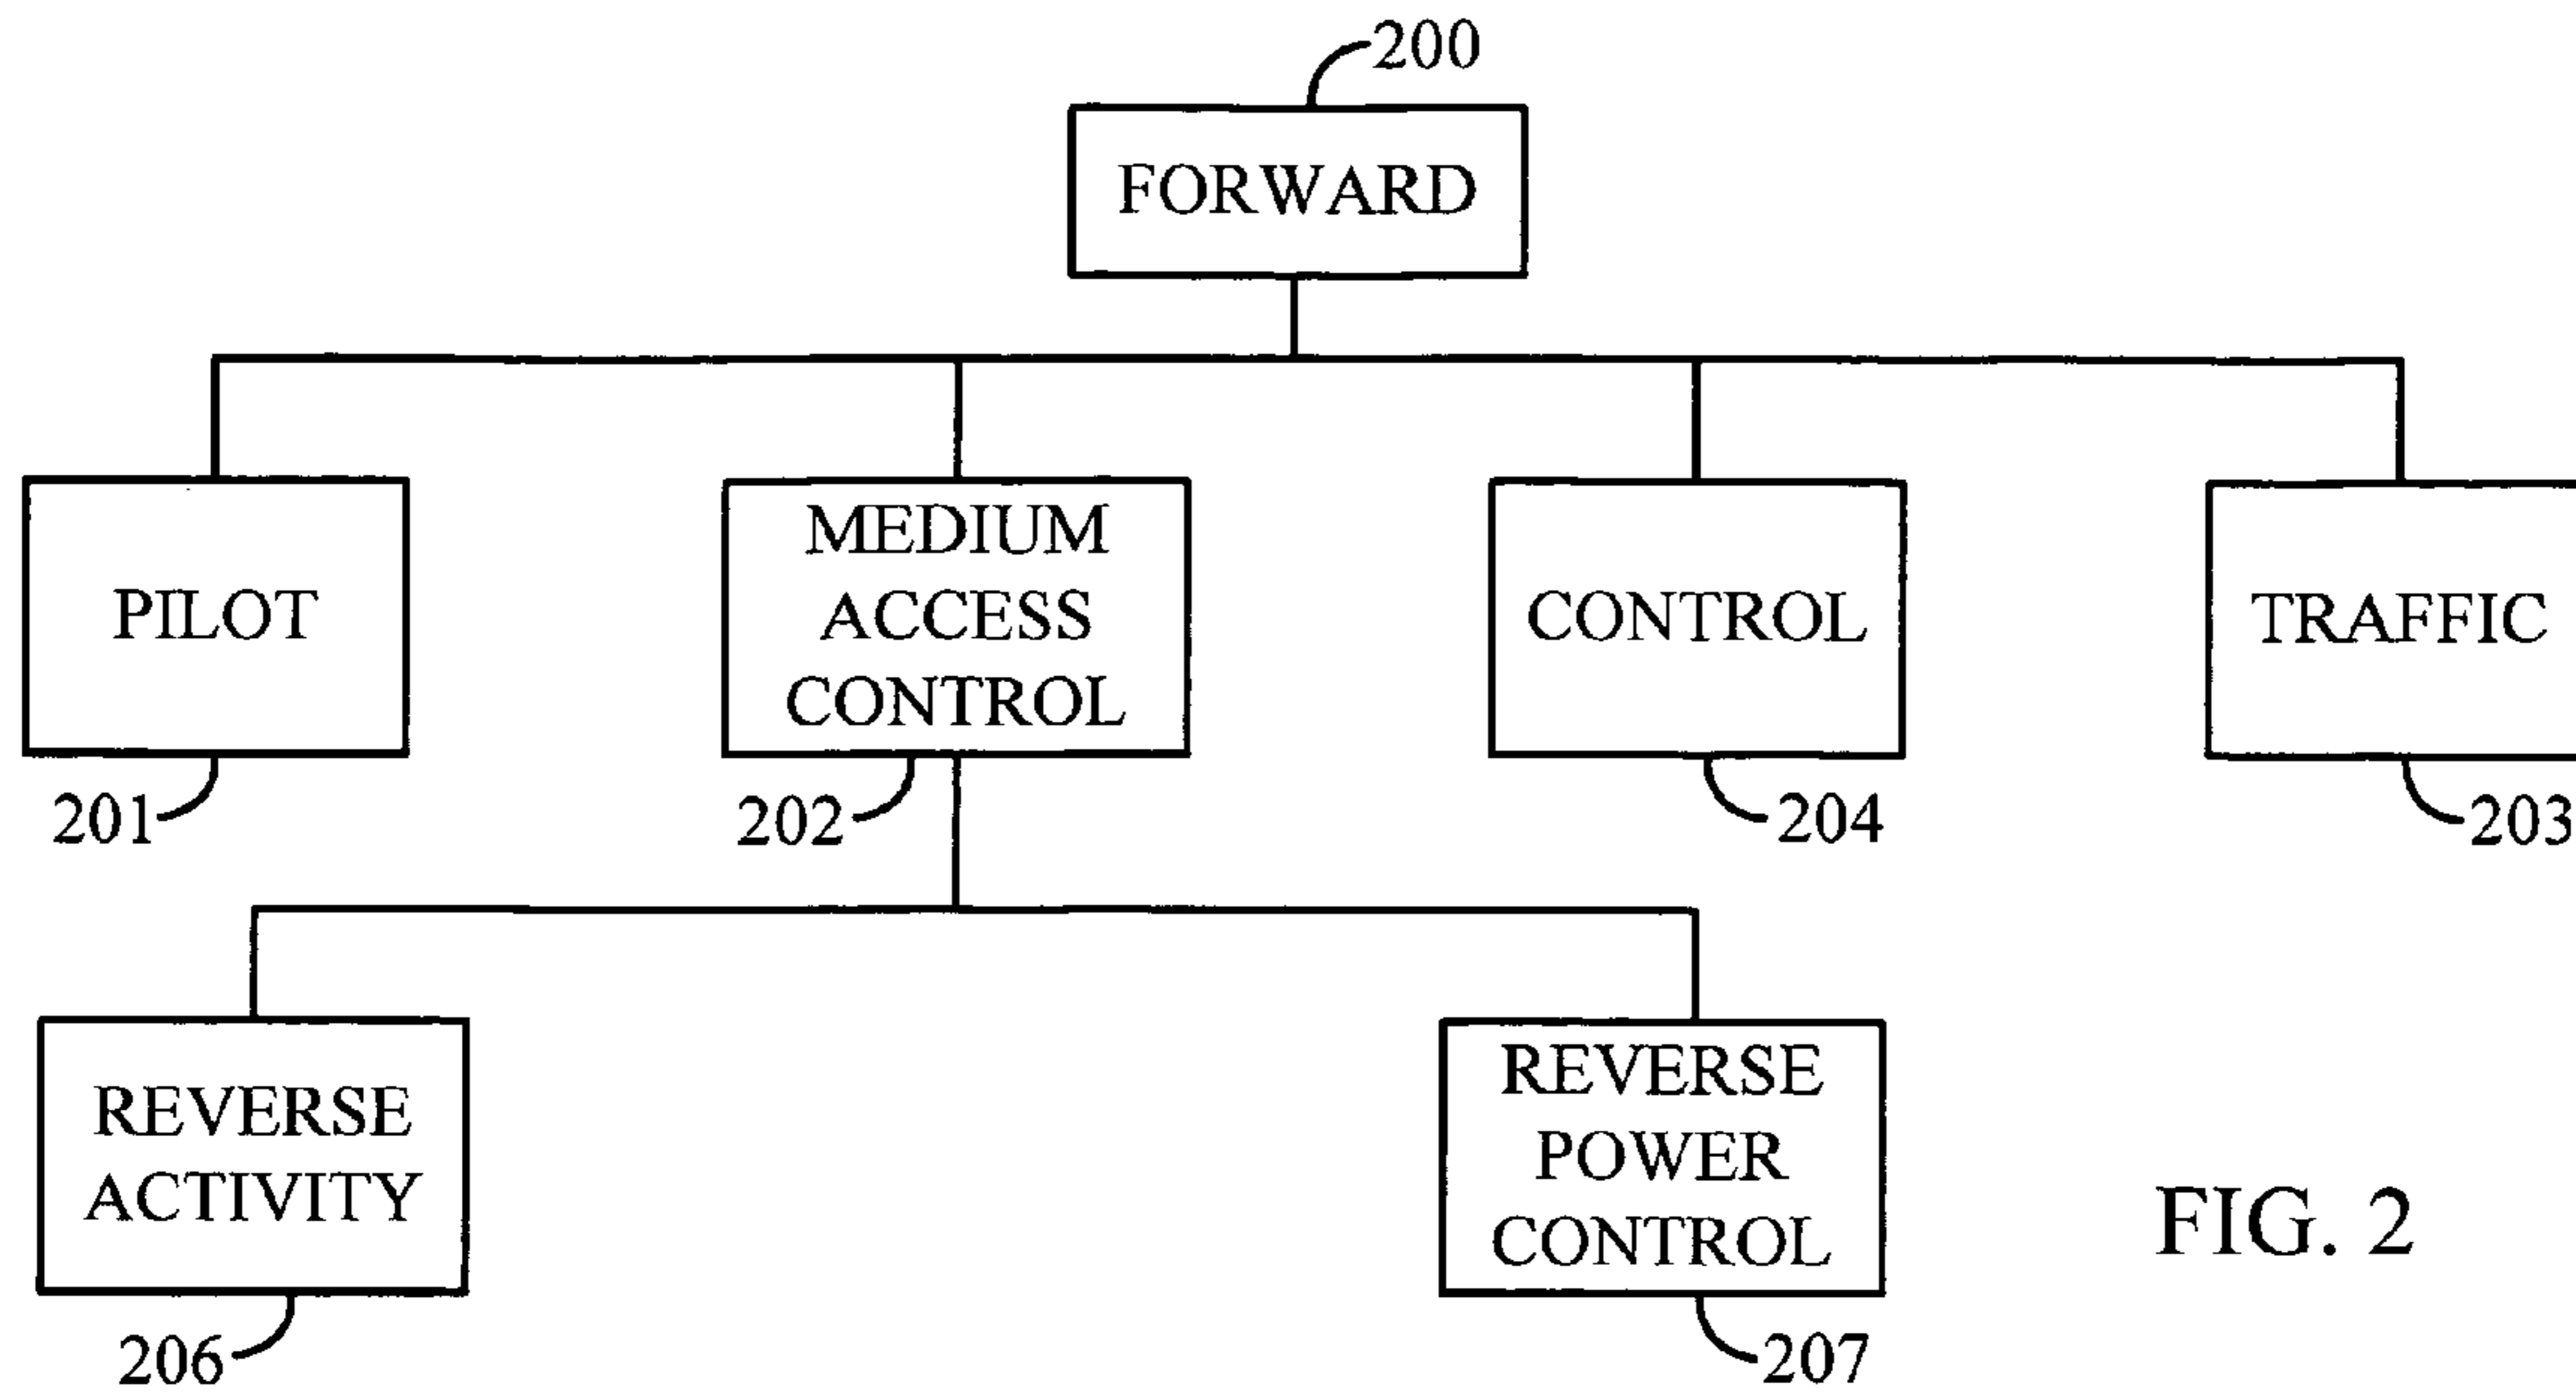 200
FORWARD
PILOT
MEDIUM
ACCESS
CONTROL
CONTROL
TRAFFIC
201
202
204
203
REVERSE
ACTIVITY
REVERSE
POWER
CONTROL
206
207
FIG. 2